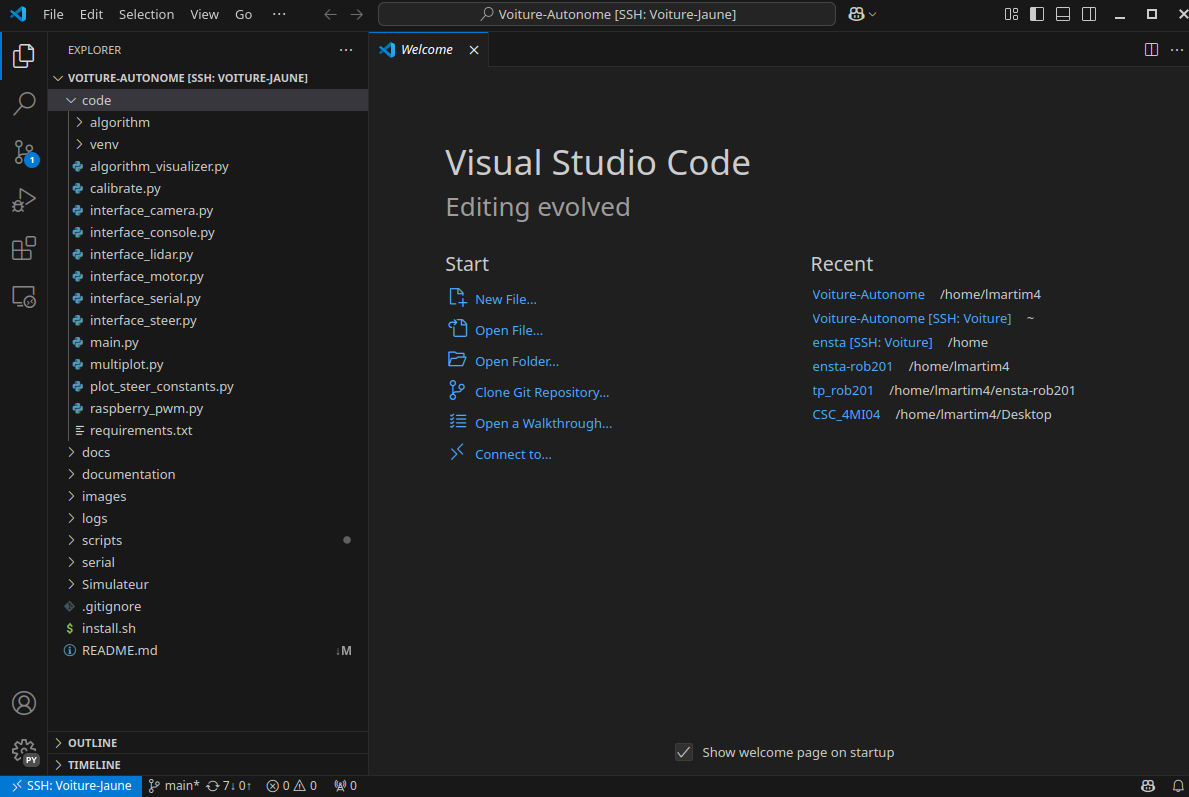 File Edit Selection View Go ··· Voiture-Autonome [SSH: Voiture-Jaune]
EXPLORER ···
VOITURE-AUTONOME [SSH: VOITURE-JAUNE]
code
algorithm
venv
algorithm_visualizer.py
calibrate.py
interface_camera.py
interface_console.py
interface_lidar.py
interface_motor.py
interface_serial.py
interface_steer.py
main.py
multiplot.py
plot_steer_constants.py
raspberry_pwm.py
requirements.txt
docs
documentation
images
logs
scripts
serial
Simulateur
.gitignore
$ install.sh
README.md ↓M
OUTLINE
TIMELINE
1
PY
Welcome
Visual Studio Code
Editing evolved
Start
New File...
Open File...
Open Folder...
Clone Git Repository...
Open a Walkthrough...
Connect to...
Recent
Voiture-Autonome /home/lmartim4
Voiture-Autonome [SSH: Voiture] ~
ensta [SSH: Voiture] /home
ensta-rob201 /home/lmartim4
tp_rob201 /home/lmartim4/ensta-rob201
CSC_4MI04 /home/lmartim4/Desktop
Show welcome page on startup
SSH: Voiture-Jaune main* 7↓ 0↑ 0 0 0